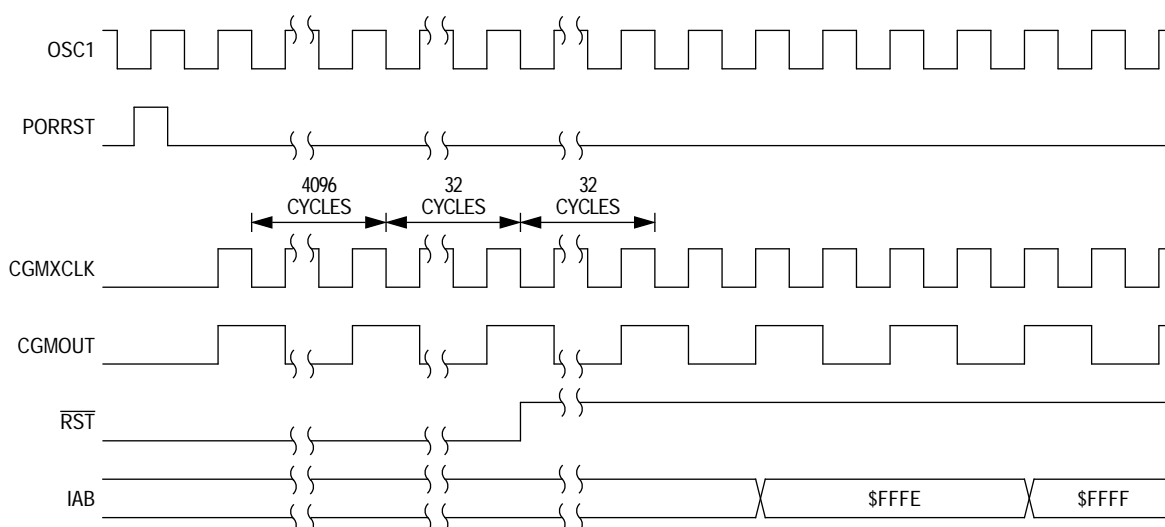 OSC1
PORRST
4096
CYCLES
32
CYCLES
32
CYCLES
CGMXCLK
CGMOUT
RST
IAB
$FFFE
$FFFF